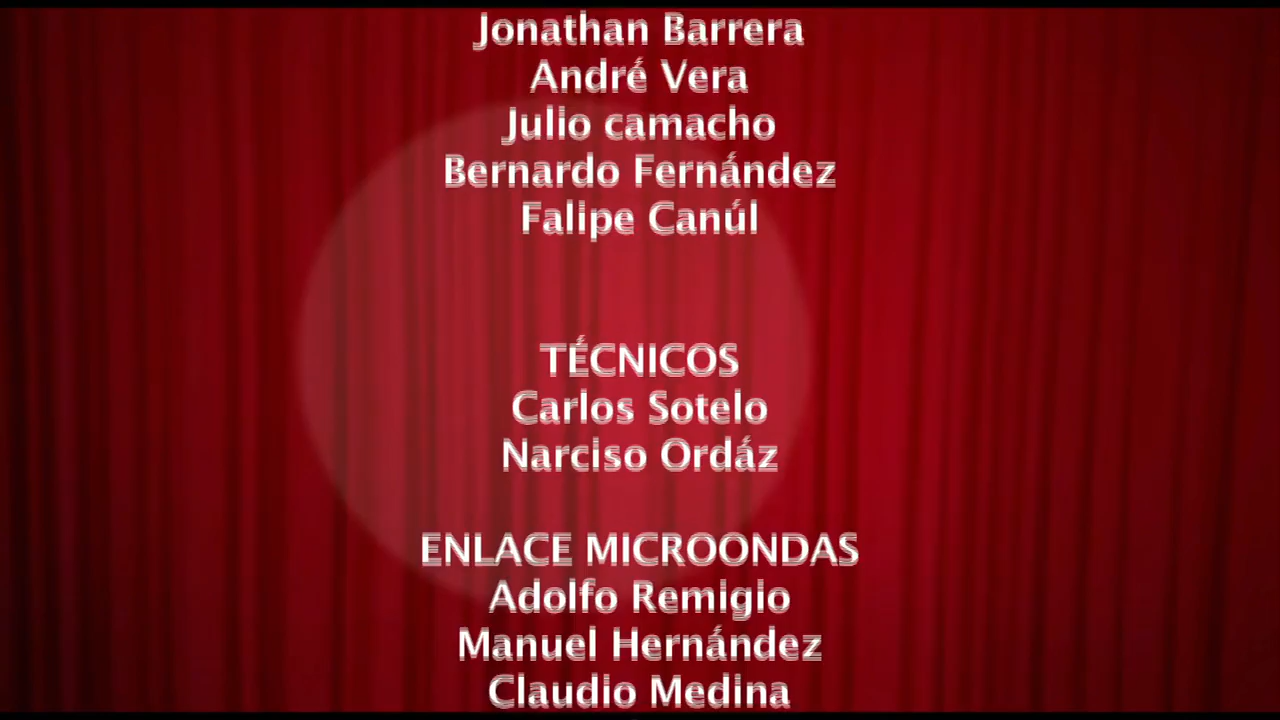 Jonathan Barrera
André Vera
Julio camacho
Bernardo Fernández
Falipe Canúl
TÉCNICOS
Carlos Sotelo
Narciso Ordáz
ENLACE MICROONDAS
Adolfo Remigio
Manuel Hernández
Claudio Medina